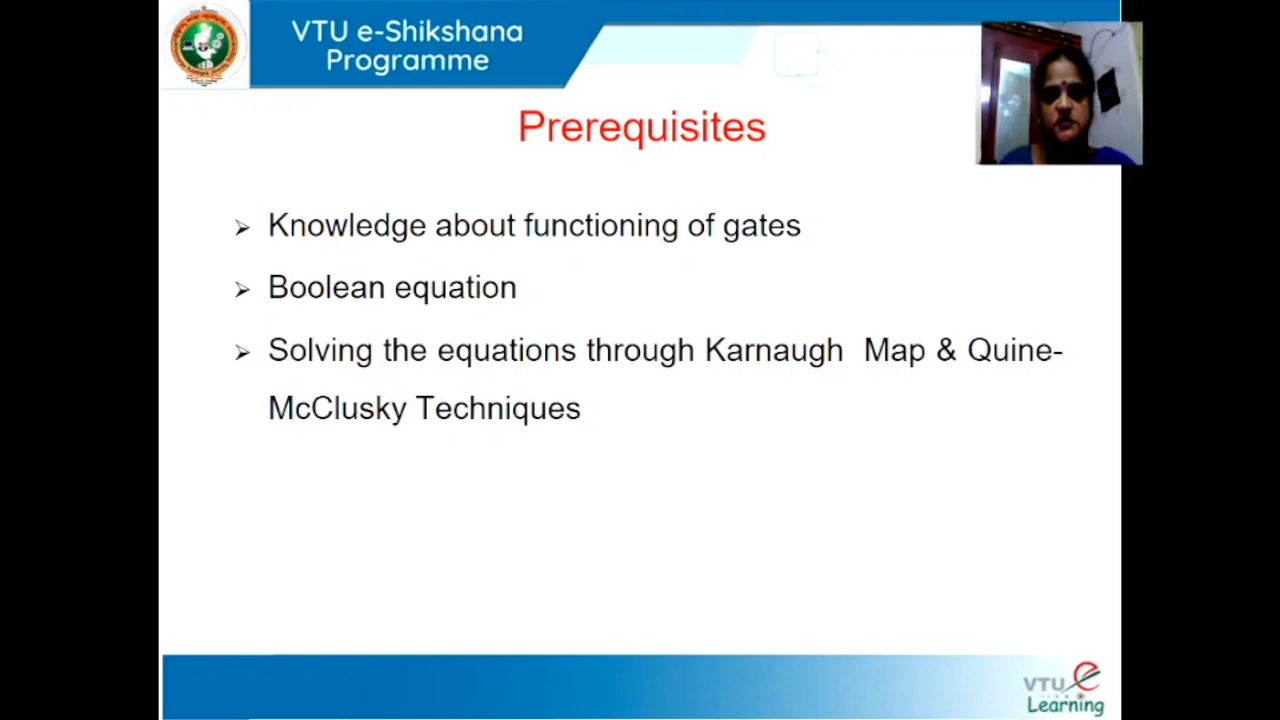 VTU e-Shikshana
Programme
Prerequisites
➢ Knowledge about functioning of gates
➢ Boolean equation
➢ Solving the equations through Karnaugh Map & Quine-
McClusky Techniques
VTU e
Learning